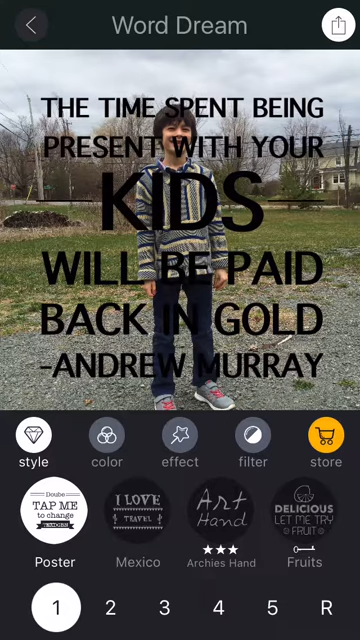 Word Dream
THE TIME SPENT BEING
PRESENT WITH YOUR
KIDS
WILL BE PAID
BACK IN GOLD
-ANDREW MURRAY
style
color
effect
filter
store
Doube
TAP ME
to change
I LOVE
TRAVEL
Art
Hand
DELICIOUS
LET ME TRY
FRUIT
Poster
Mexico
Archies Hand
Fruits
1 2 3 4 5 R